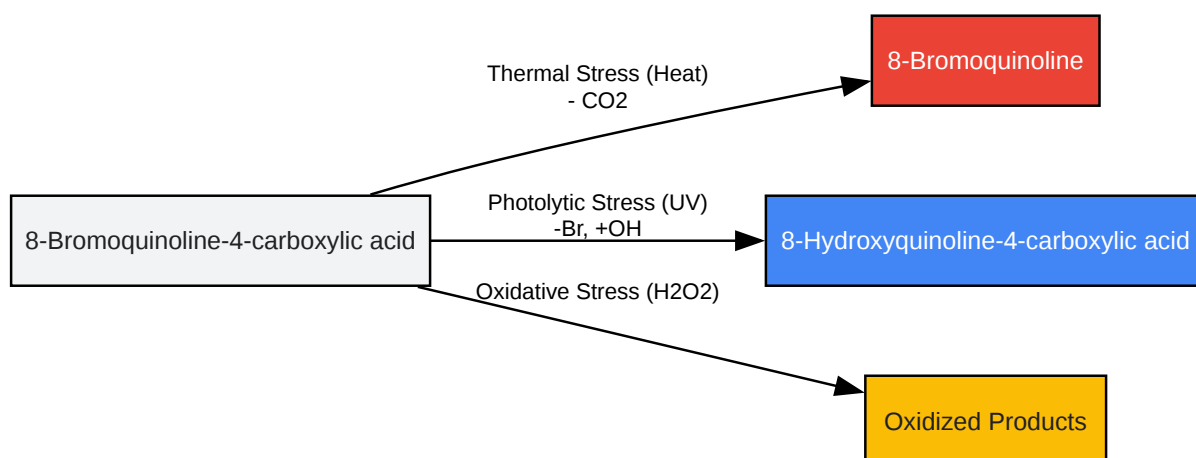 8-Bromoquinoline
Thermal Stress (Heat)
- CO2
8-Bromoquinoline-4-carboxylic acid
Photolytic Stress (UV)
-Br, +OH
8-Hydroxyquinoline-4-carboxylic acid
Oxidative Stress (H2O2)
Oxidized Products